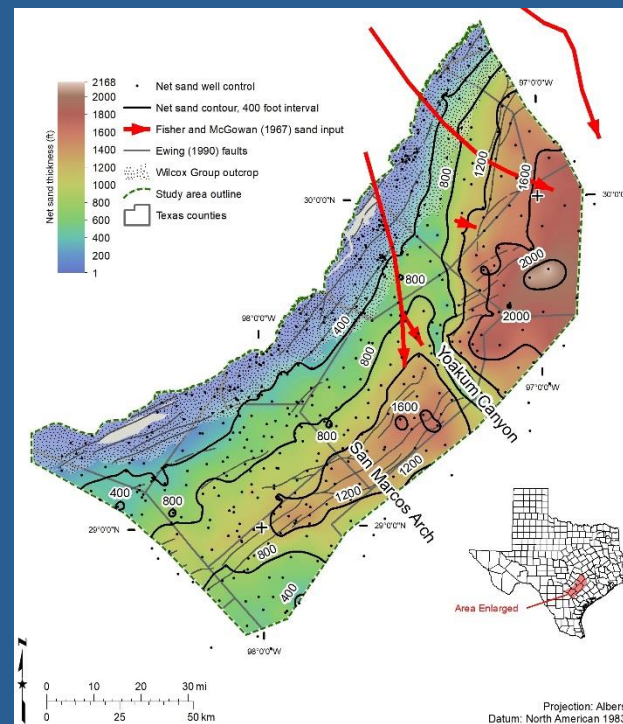 Net sand thickness (ft)
2168
2000
1800
1600
1400
1200
1000
800
600
400
200
1
Net sand well control
Net sand contour, 400 foot interval
Fisher and McGowan (1967) sand input
Ewing (1990) faults
Wilcox Group outcrop
Study area outline
Texas counties
97°0'0"W
30°0'0"N
30°0'0"N
98°0'0"W
97°0'0"W
29°0'0"N
29°0'0"N
98°0'0"W
800
1200
1600
2000
2000
800
400
800
1600
800
1200
1200
400
800
800
400
Yoakum Canyon
San Marcos Arch
Area Enlarged
0 10 20 30 mi
0 25 50 km
Projection: Albers
Datum: North American 1983